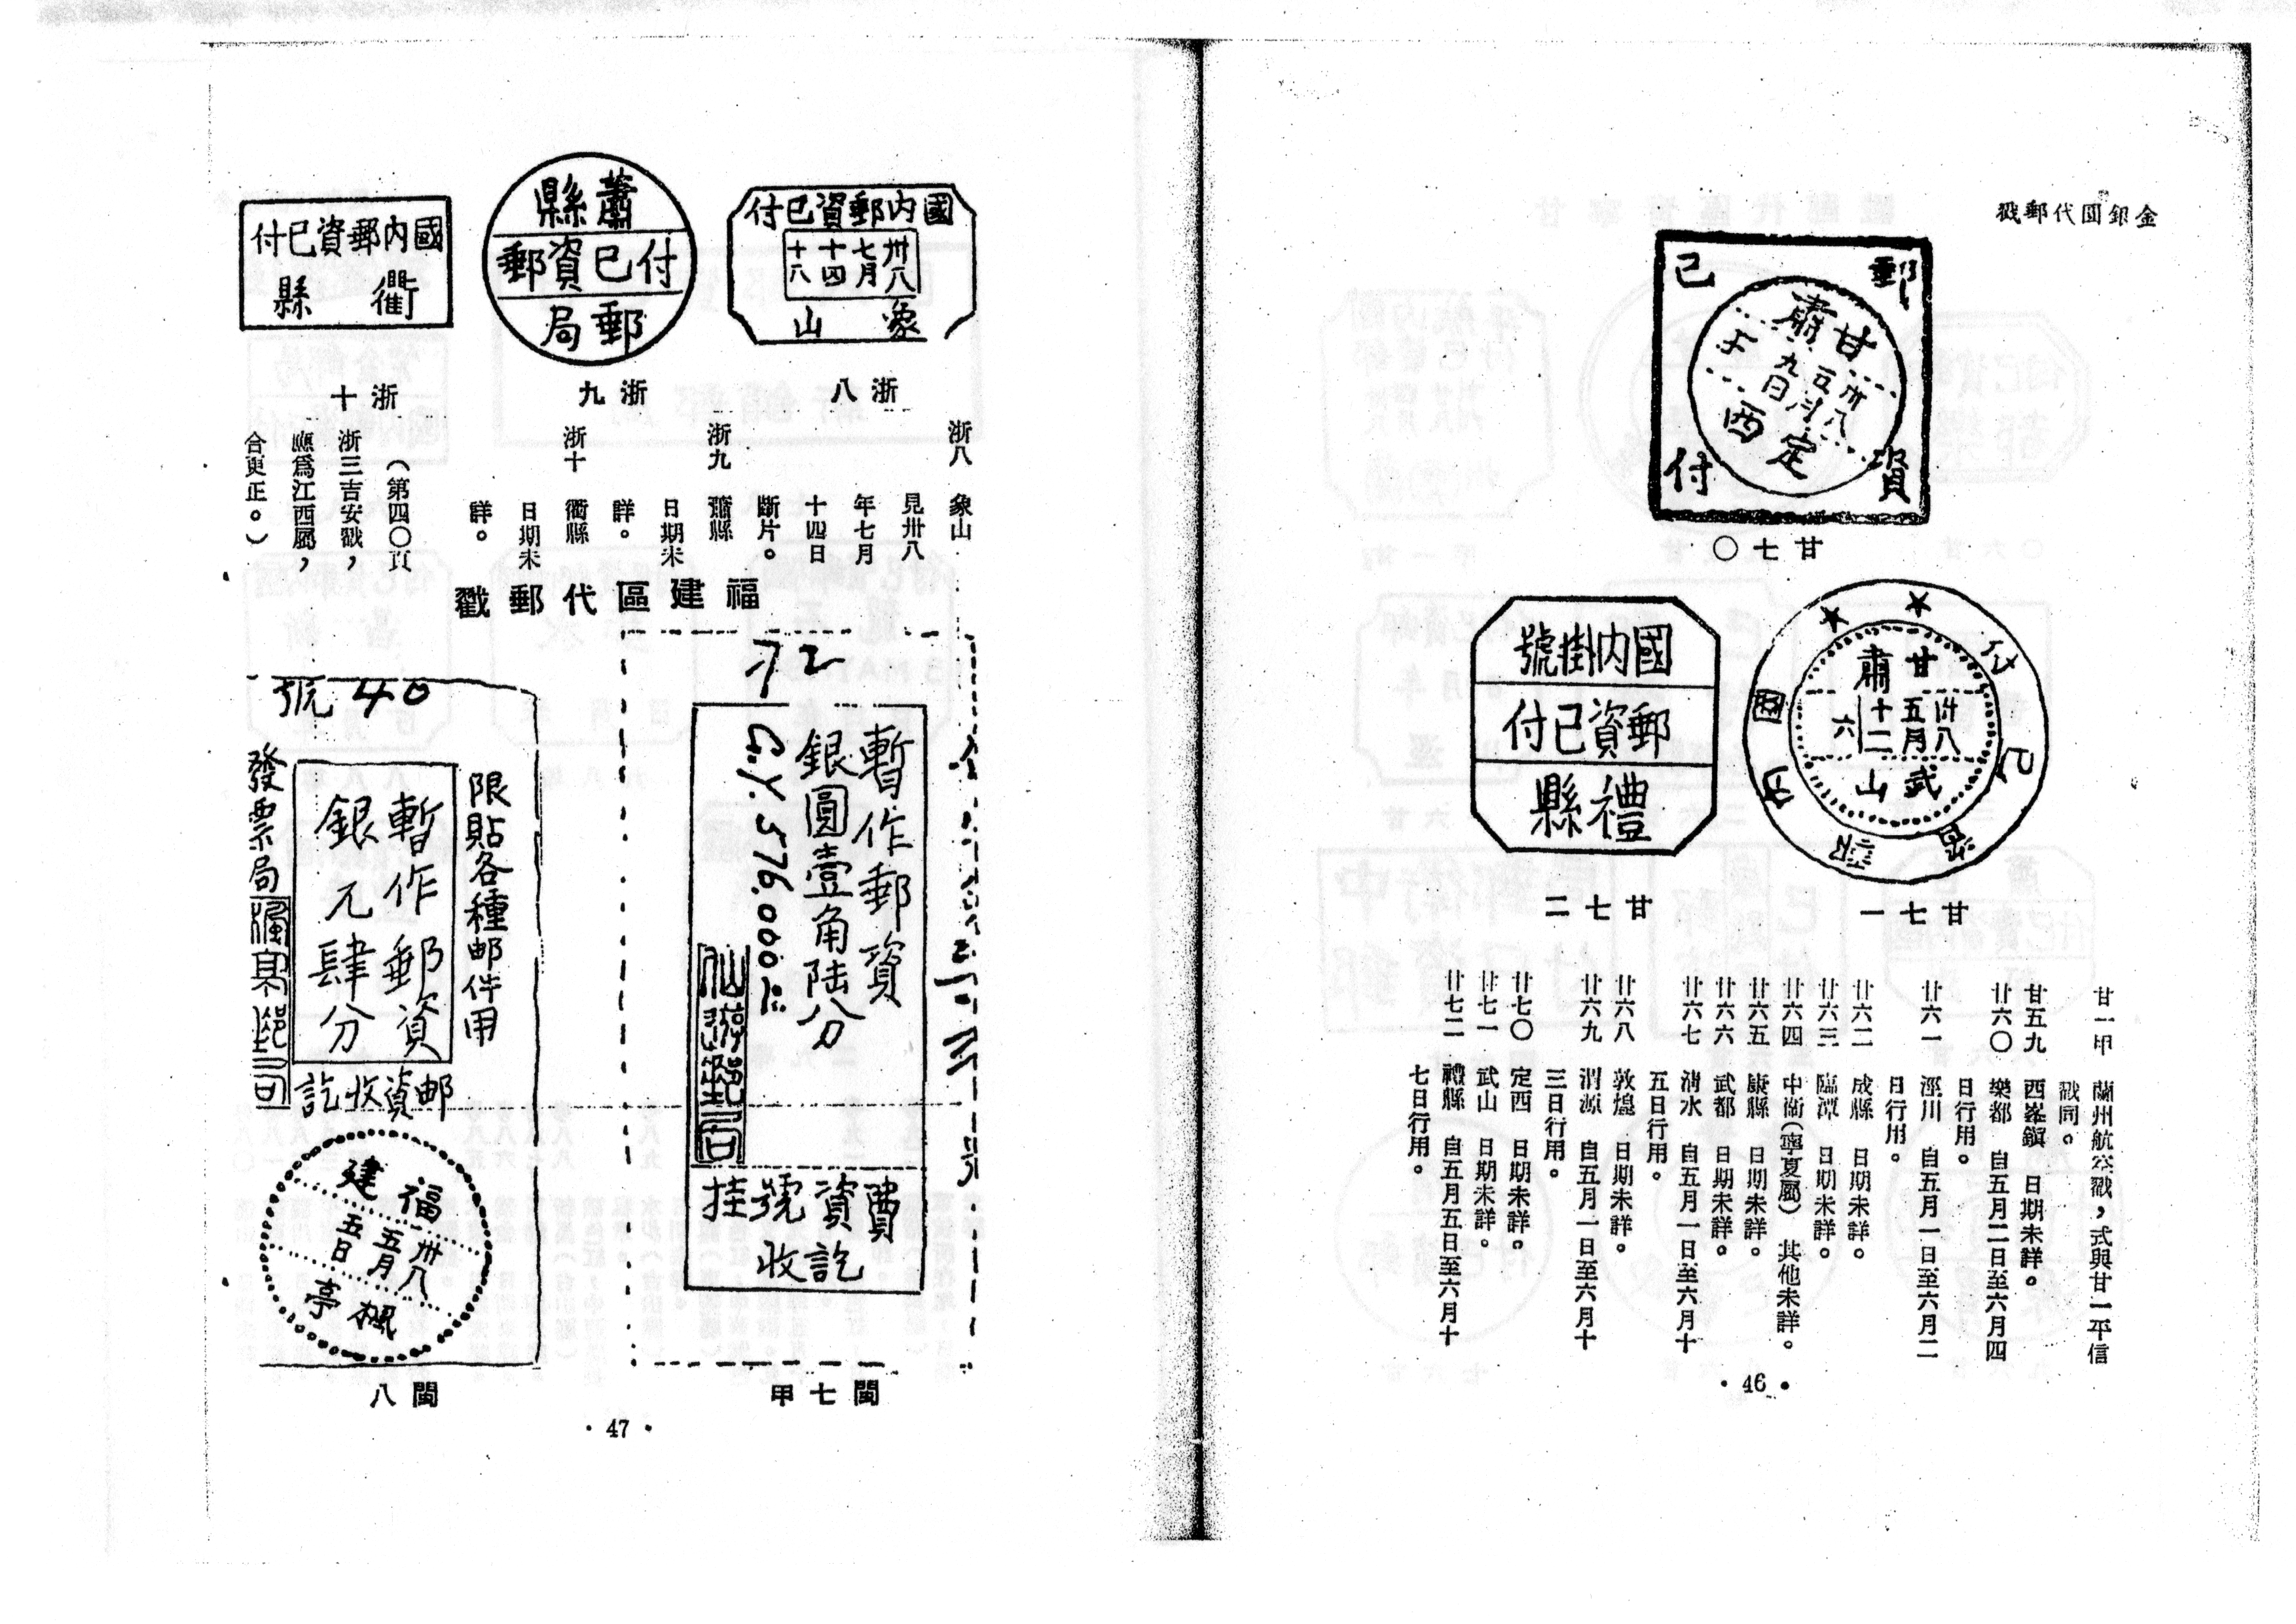 金銀圓代郵戳
郵資已付
甘肅
卅八
五月
九日
定西
甘七〇
甘肅
卅八
五月
十二
六
武山
甘七一
國內掛號
郵資已付
禮縣
甘七二
甘一甲 蘭州航空戳,式與甘一平信
戳同。
甘五九 西峯鎭 日期未詳。
甘六〇 樂都 自五月二日至六月四
日行用。
甘六一 涇川 自五月一日至六月二
日行用。
甘六二 成縣 日期未詳。
甘六三 臨潭 日期未詳。
甘六四 中衞(寧夏屬) 其他未詳。
甘六五 康縣 日期未詳。
甘六六 武都 日期未詳。
甘六七 淸水 自五月一日至六月十
五日行用。
甘六八 敦煌 日期未詳。
甘六九 渭源 自五月一日至六月十
三日行用。
甘七〇 定西 日期未詳。
甘七一 武山 日期未詳。
甘七二 禮縣 自五月五日至六月十
七日行用。
• 46 •
國內郵資已付
卅八
七月
十四
十八
象山
浙八
蕭縣
郵資已付
郵局
浙九
國內郵資已付
衢縣
浙十
浙八 象山
見卅八
年七月
十四日
斷片。
浙九 蕭縣
日期未
詳。
浙十 衢縣
日期未
詳。
(第四〇頁
浙三吉安戳,
應爲江西屬,
合更正。)
福建區代郵戳
72
暫作郵資
銀圓壹角陸分
G.Y. 576.000元
仙遊郵局
掛號資費
收訖
閩七甲
號 40
限貼各種邮件用
暫作郵資
銀元肆分
發票局
邮資收訖
福建
卅八
五月
五日
楓亭
閩八
• 47 •